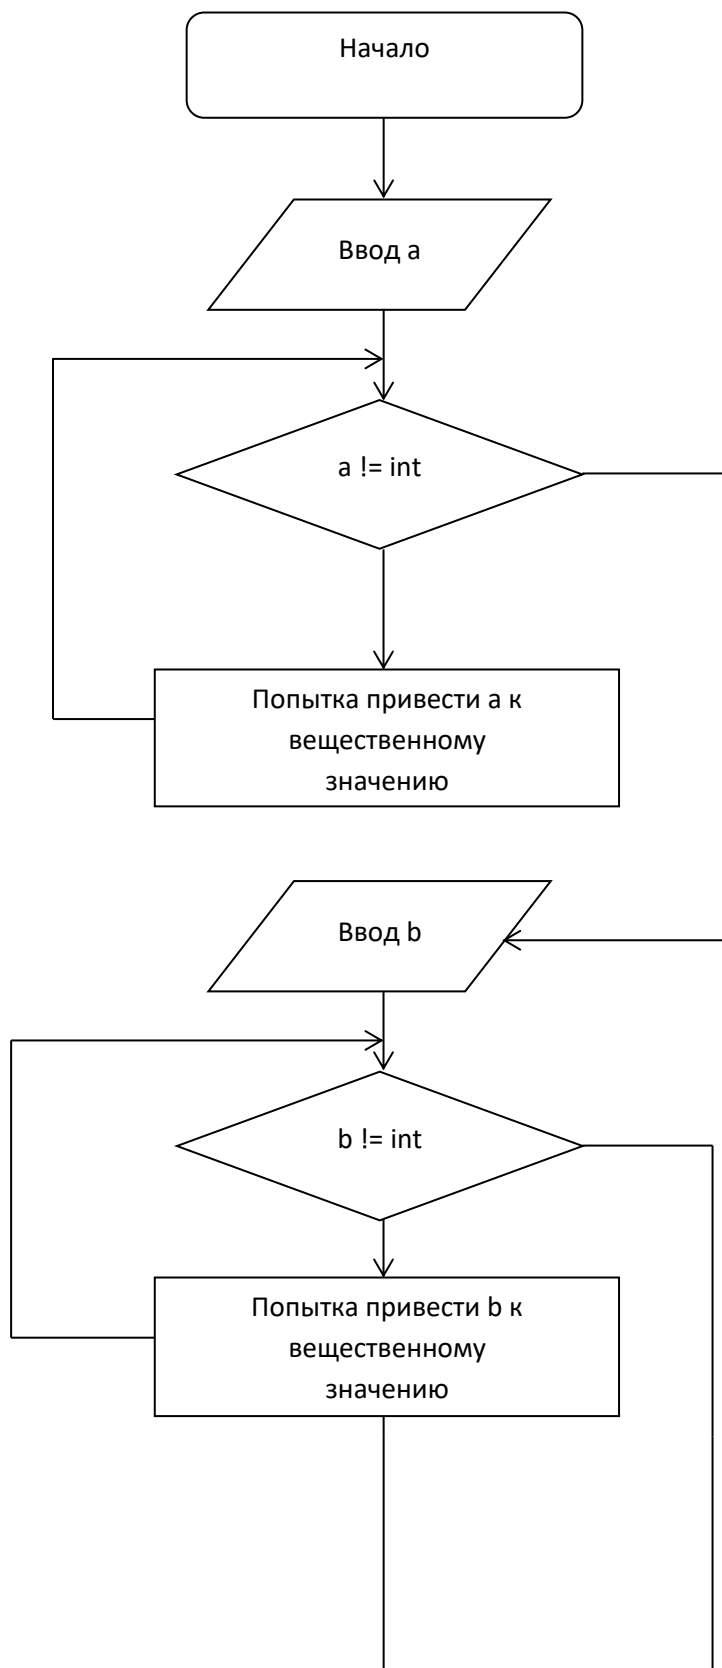 Начало
Ввод a
a != int
Попытка привести a к
вещественному
значению
Ввод b
b != int
Попытка привести b к
вещественному
значению